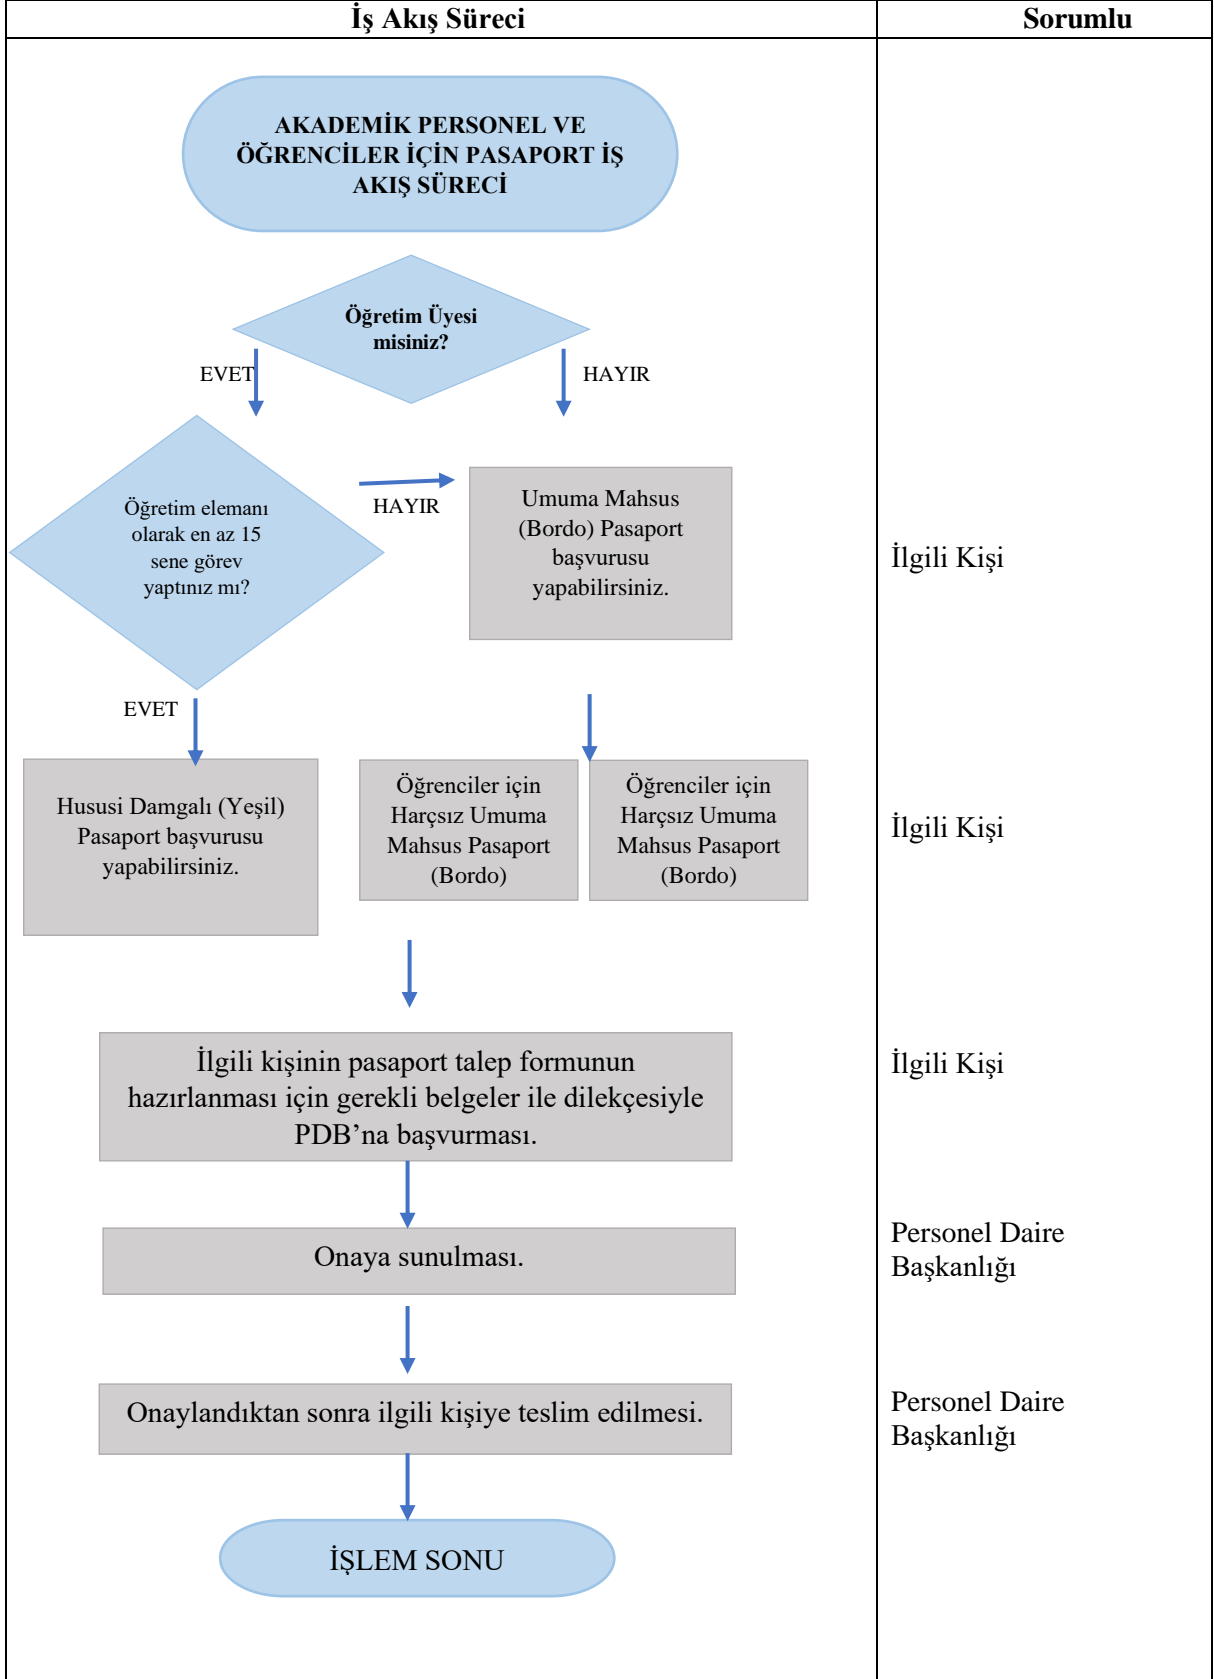 İş Akış Süreci
Sorumlu
AKADEMİK PERSONEL VE
ÖĞRENCİLER İÇİN PASAPORT İŞ
AKIŞ SÜRECİ
Öğretim Üyesi
misiniz?
EVET
HAYIR
Öğretim elemanı
olarak en az 15
sene görev
yaptınız mı?
HAYIR
Umuma Mahsus
(Bordo) Pasaport
başvurusu
yapabilirsiniz.
İlgili Kişi
EVET
Hususi Damgalı (Yeşil)
Pasaport başvurusu
yapabilirsiniz.
Öğrenciler için
Harçsız Umuma
Mahsus Pasaport
(Bordo)
Öğrenciler için
Harçsız Umuma
Mahsus Pasaport
(Bordo)
İlgili Kişi
İlgili kişinin pasaport talep formunun
hazırlanması için gerekli belgeler ile dilekçesiyle
PDB’na başvurması.
İlgili Kişi
Onaya sunulması.
Personel Daire
Başkanlığı
Onaylandıktan sonra ilgili kişiye teslim edilmesi.
Personel Daire
Başkanlığı
İŞLEM SONU